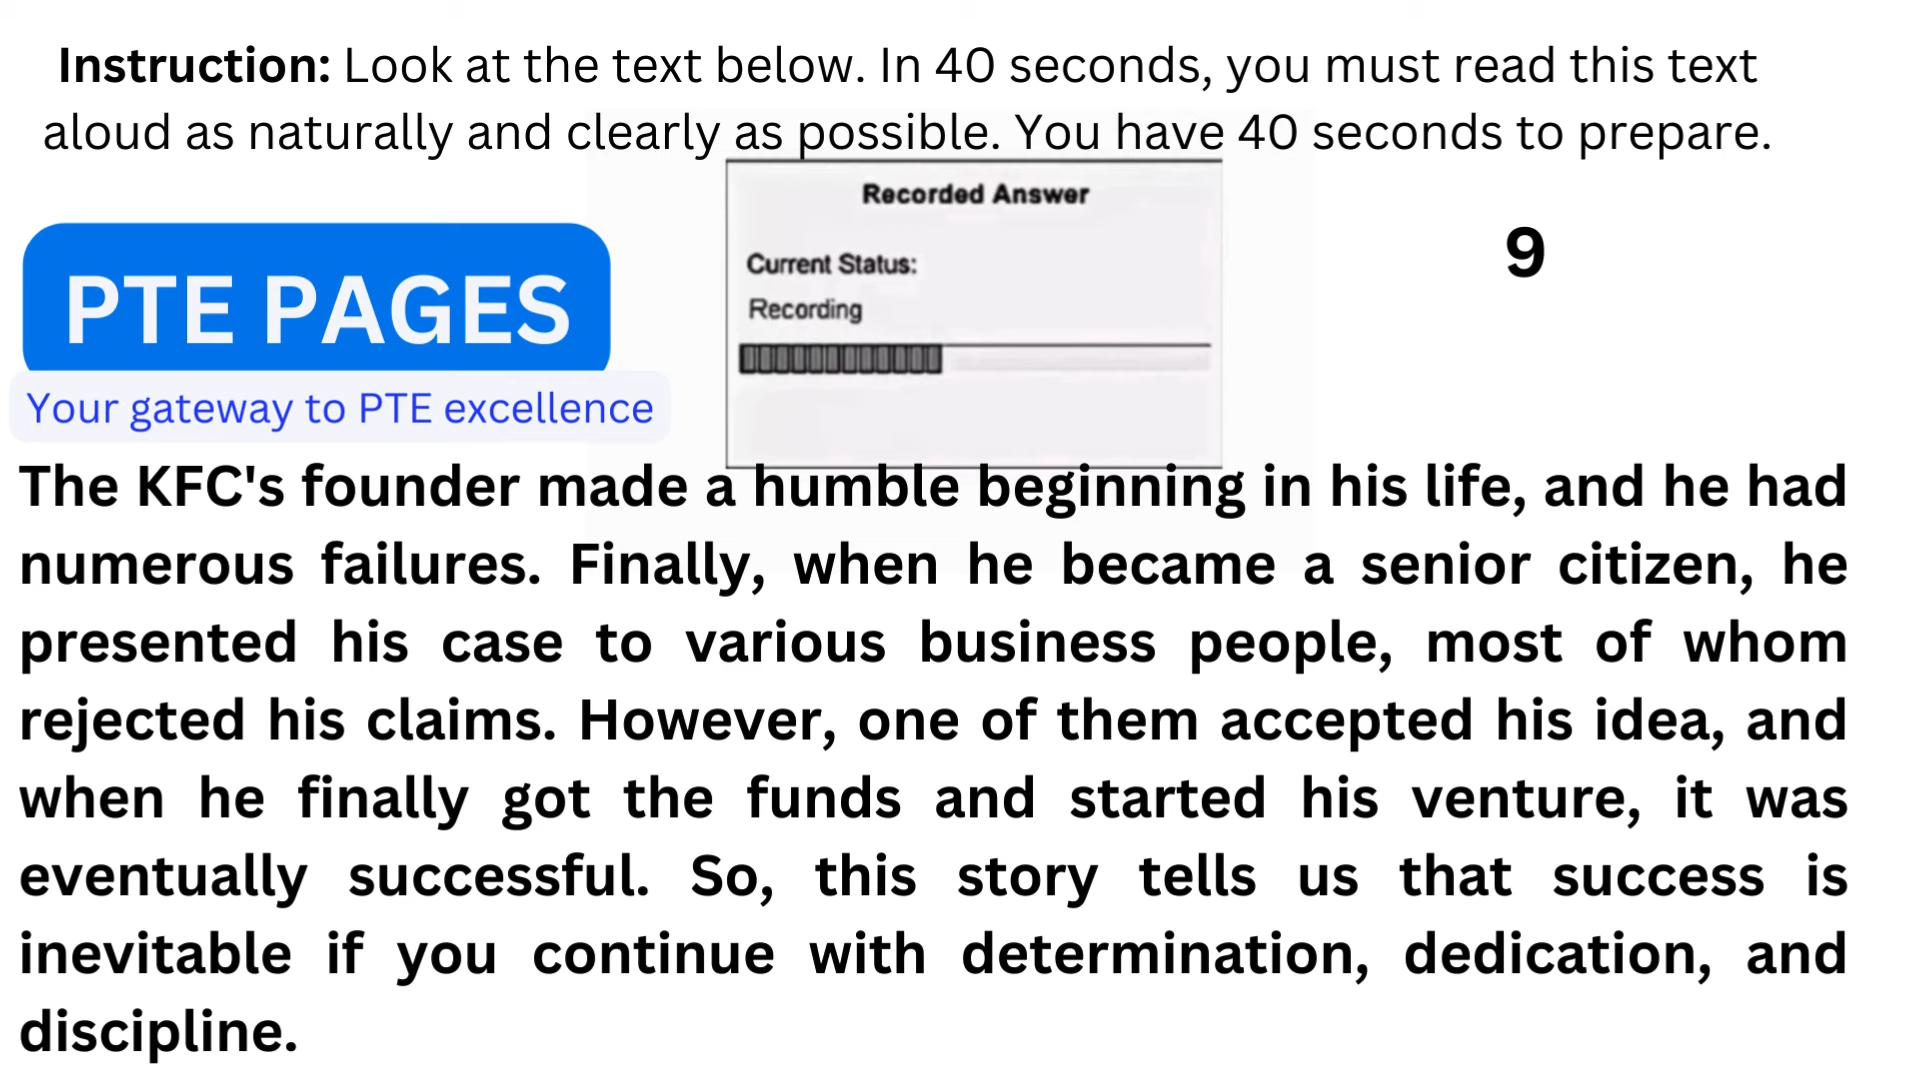 Instruction: Look at the text below. In 40 seconds, you must read this text
aloud as naturally and clearly as possible. You have 40 seconds to prepare.
Recorded Answer
Current Status:
Recording
9
PTE PAGES
Your gateway to PTE excellence
The KFC's founder made a humble beginning in his life, and he had
numerous failures. Finally, when he became a senior citizen, he
presented his case to various business people, most of whom
rejected his claims. However, one of them accepted his idea, and
when he finally got the funds and started his venture, it was
eventually successful. So, this story tells us that success is
inevitable if you continue with determination, dedication, and
discipline.